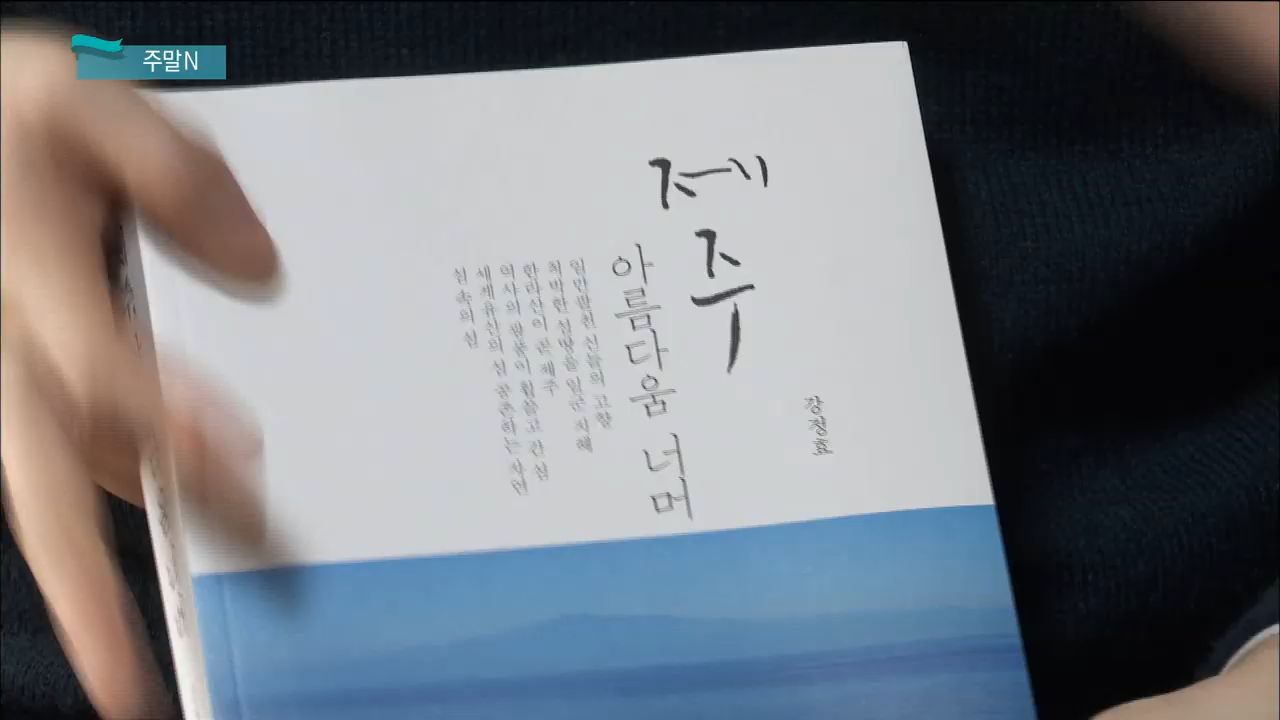 주말N
강정효
제주
아름다움 너머
일만팔천 신들의 고향
척박한 섬땅을 일군 지혜
한라산이 곧 제주
역사의 광풍이 휩쓸고 간 섬
세계유산의 섬 공존하는 자연
섬 속의 섬